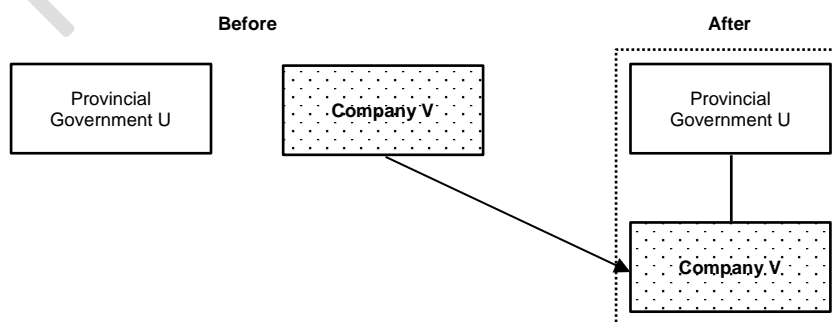 Before
After
Provincial
Government U
Company V
Provincial
Government U
Company V